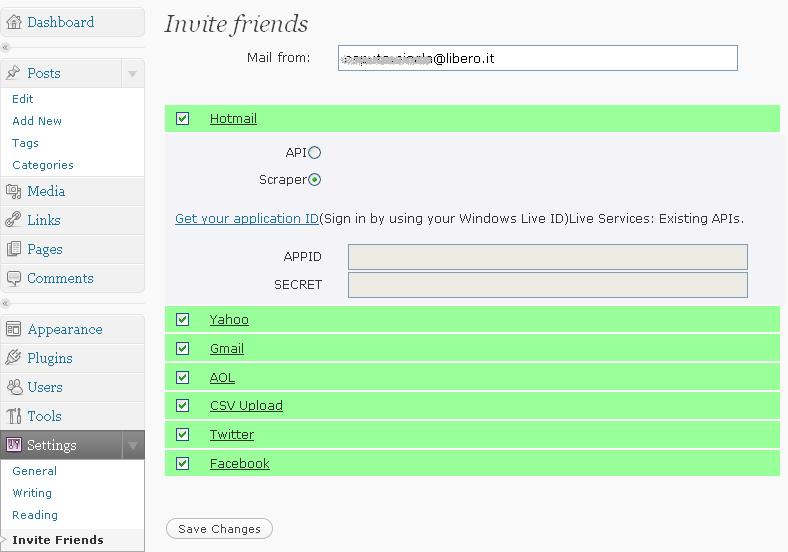 Dashboard
Posts
Edit
Add New
Tags
Categories
Media
Links
Pages
Comments
Appearance
Plugins
Users
Tools
Settings
General
Writing
Reading
Invite Friends
Invite friends
Mail from: @libero.it
Hotmail
API
Scraper
Get your application ID(Sign in by using your Windows Live ID)Live Services: Existing APIs.
APPID
SECRET
Yahoo
Gmail
AOL
CSV Upload
Twitter
Facebook
Save Changes